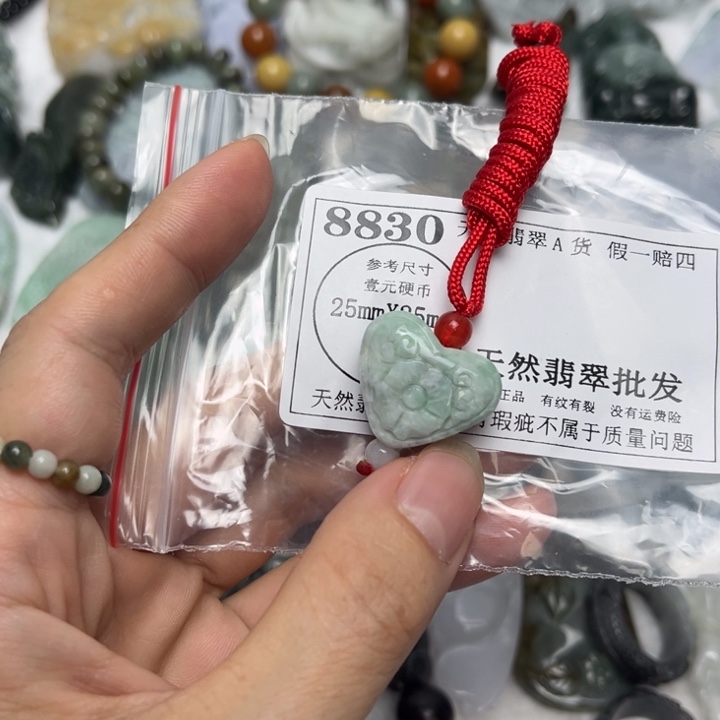 8830 天 翡翠A货 假一赔四
参考尺寸
壹元硬币
25mmX25m
天然翡翠批发
正品 有纹有裂 没有运费险
天然 瑕疵不属于质量问题